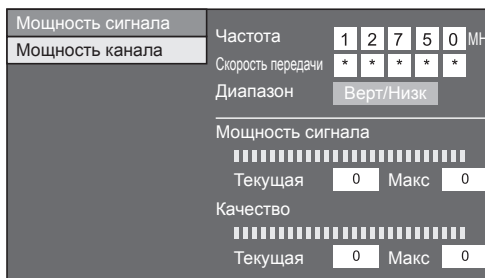 Мощность сигнала
Мощность канала
Частота 1 2 7 5 0 MH
Скорость передачи * * * * *
Диапазон Верт/Низк
Мощность сигнала
Текущая 0 Макс 0
Качество
Текущая 0 Макс 0